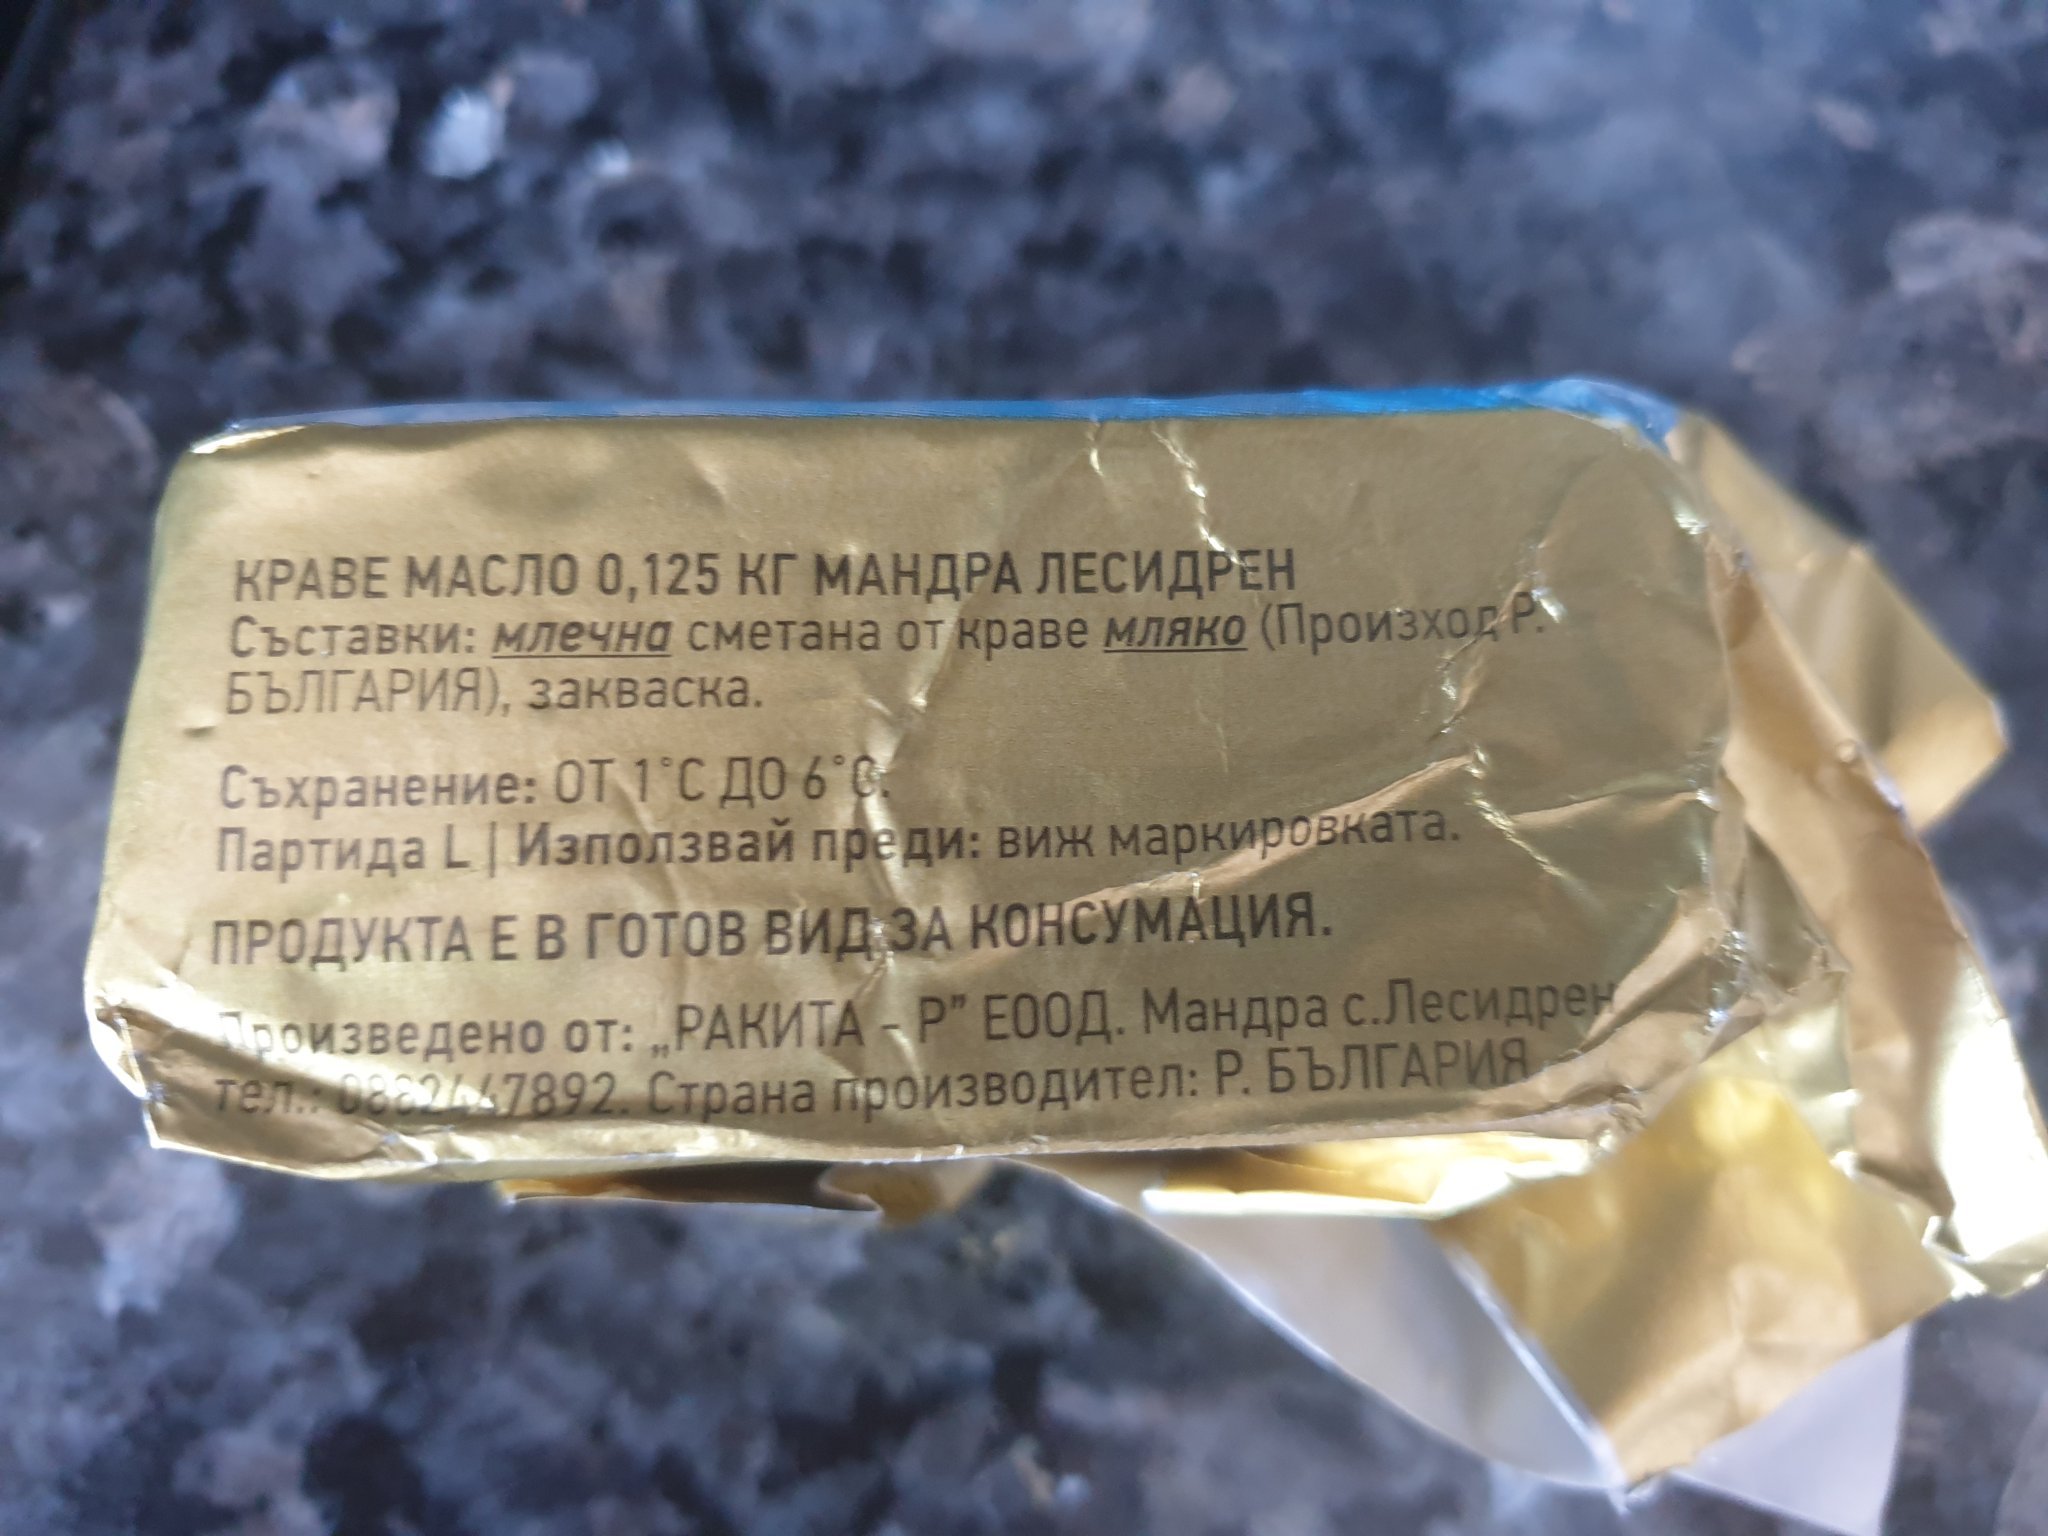 КРАВЕ МАСЛО 0,125 КГ МАНДРА ЛЕСИДРЕН
Съставки: млечна сметана от краве мляко (Произход Р.
БЪЛГАРИЯ), закваска.
Съхранение: ОТ 1°C ДО 6°C.
Партида L | Използвай преди: виж маркировката.
ПРОДУКТА Е В ГОТОВ ВИД ЗА КОНСУМАЦИЯ.
Произведено от: „РАКИТА - Р” ЕООД. Мандра с.Лесидрен
тел.: 0882447892. Страна производител: Р. БЪЛГАРИЯ